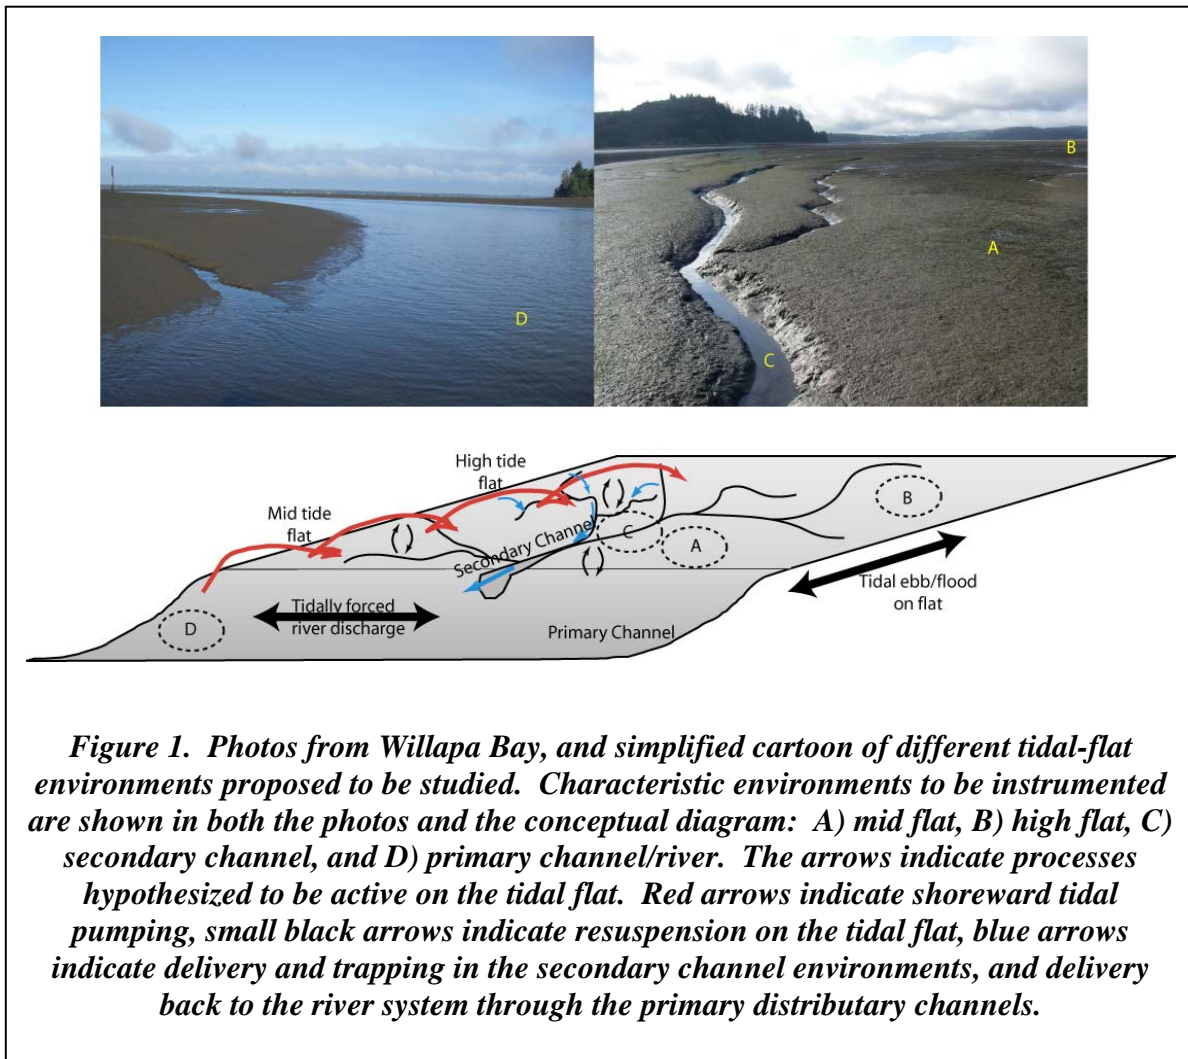 D
B
A
C
High tide
flat
Mid tide
flat
Secondary Channel
C
A
B
D
Tidally forced
river discharge
Primary Channel
Tidal ebb/flood
on flat
Figure 1. Photos from Willapa Bay, and simplified cartoon of different tidal-flat
environments proposed to be studied. Characteristic environments to be instrumented
are shown in both the photos and the conceptual diagram: A) mid flat, B) high flat, C)
secondary channel, and D) primary channel/river. The arrows indicate processes
hypothesized to be active on the tidal flat. Red arrows indicate shoreward tidal
pumping, small black arrows indicate resuspension on the tidal flat, blue arrows
indicate delivery and trapping in the secondary channel environments, and delivery
back to the river system through the primary distributary channels.